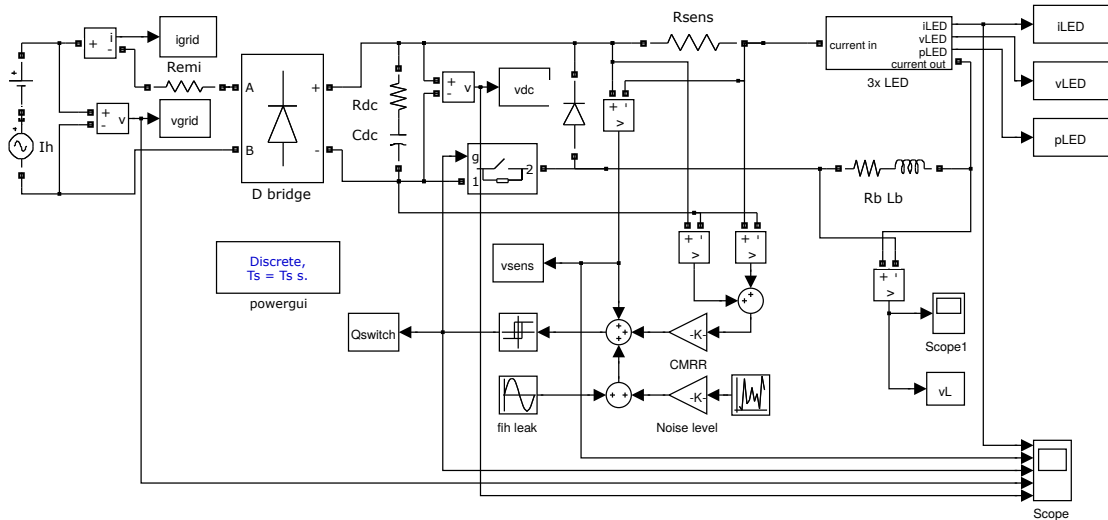 igrid
+
i
-
Remi
vgrid
+
-
v
+
+
Ih
A
B
+
-
D bridge
Rdc
Cdc
+
-
v
vdc
g
1
2
+
-
v
Rsens
current in
iLED
vLED
pLED
current out
3x LED
iLED
vLED
pLED
Rb Lb
+
-
v
+
-
v
+
-
v
Scope1
vL
Discrete,
Ts = Ts s.
powergui
vsens
Qswitch
+
+
+
+
+
+
-K-
CMRR
fih leak
+
+
-K-
Noise level
Scope